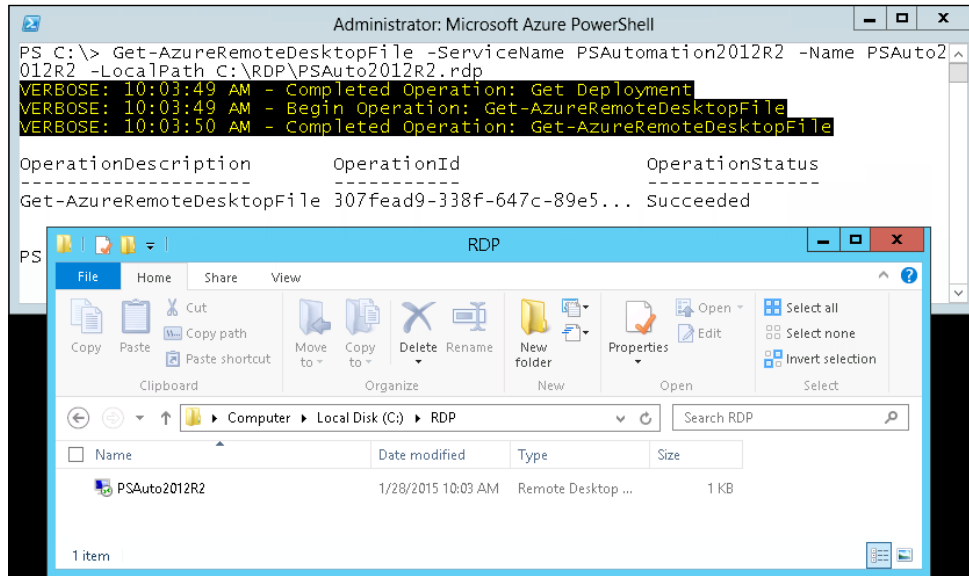 Administrator: Microsoft Azure PowerShell
PS C:\> Get-AzureRemoteDesktopFile -ServiceName PSAutomation2012R2 -Name PSAuto2
012R2 -LocalPath C:\RDP\PSAuto2012R2.rdp
VERBOSE: 10:03:49 AM - Completed Operation: Get Deployment
VERBOSE: 10:03:49 AM - Begin Operation: Get-AzureRemoteDesktopFile
VERBOSE: 10:03:50 AM - Completed Operation: Get-AzureRemoteDesktopFile
OperationDescription OperationId OperationStatus
-------------------- ----------- ---------------
Get-AzureRemoteDesktopFile 307fead9-338f-647c-89e5... Succeeded
PS
RDP
File Home Share View
Copy Paste Cut Copy path Paste shortcut
Move to Copy to Delete Rename
New folder
Properties Open Edit
Select all Select none Invert selection
Clipboard Organize New Open Select
Computer Local Disk (C:) RDP Search RDP
Name Date modified Type Size
PSAuto2012R2 1/28/2015 10:03 AM Remote Desktop ... 1 KB
1 item